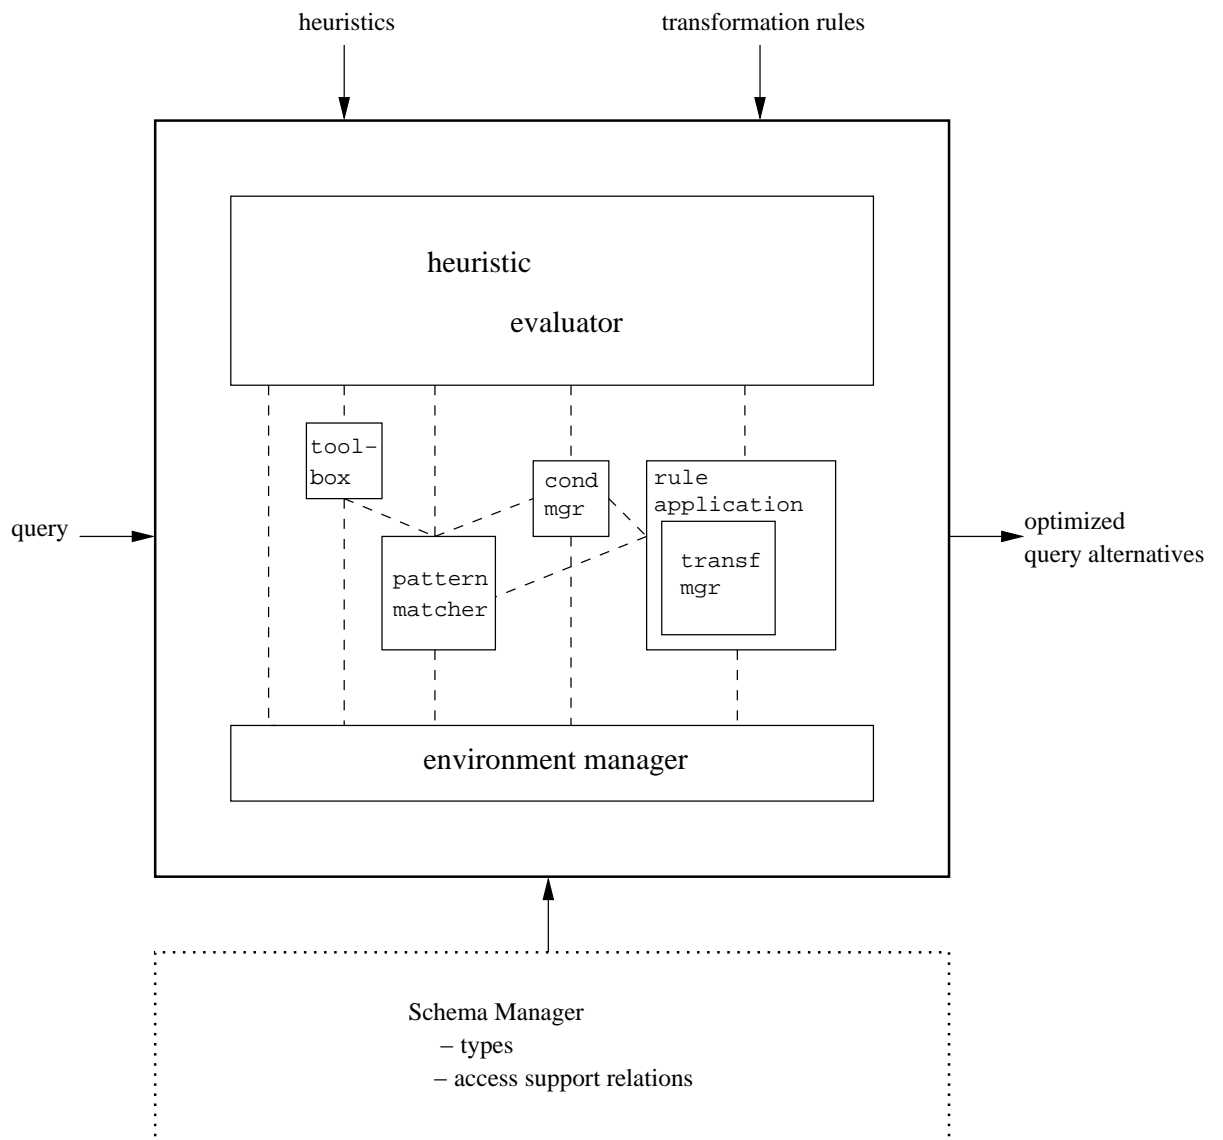 heuristics
transformation rules
heuristic
evaluator
tool–
box
cond
mgr
rule
application
query
optimized
query alternatives
pattern
matcher
transf
mgr
environment manager
Schema Manager
– types
– access support relations